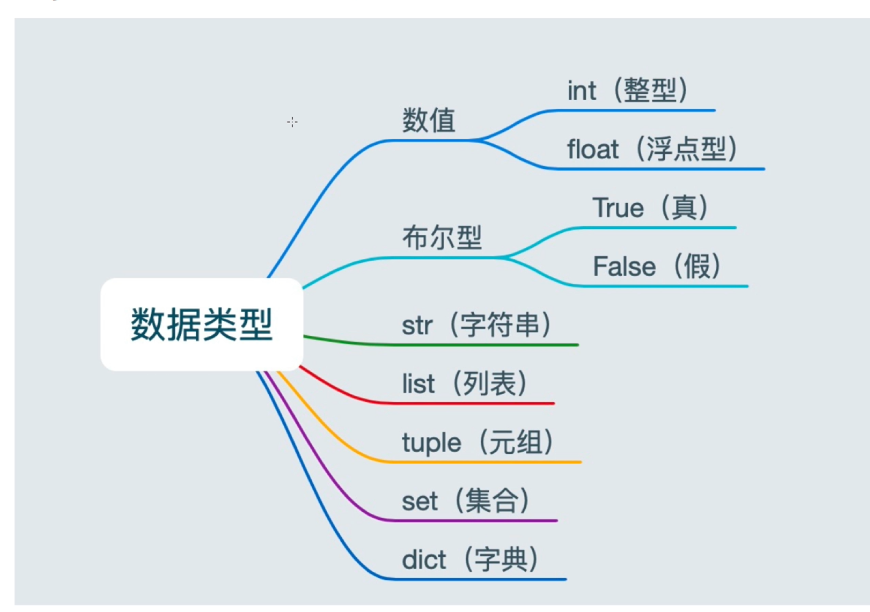 数据类型
数值
int（整型）
float（浮点型）
布尔型
True（真）
False（假）
str（字符串）
list（列表）
tuple（元组）
set（集合）
dict（字典）